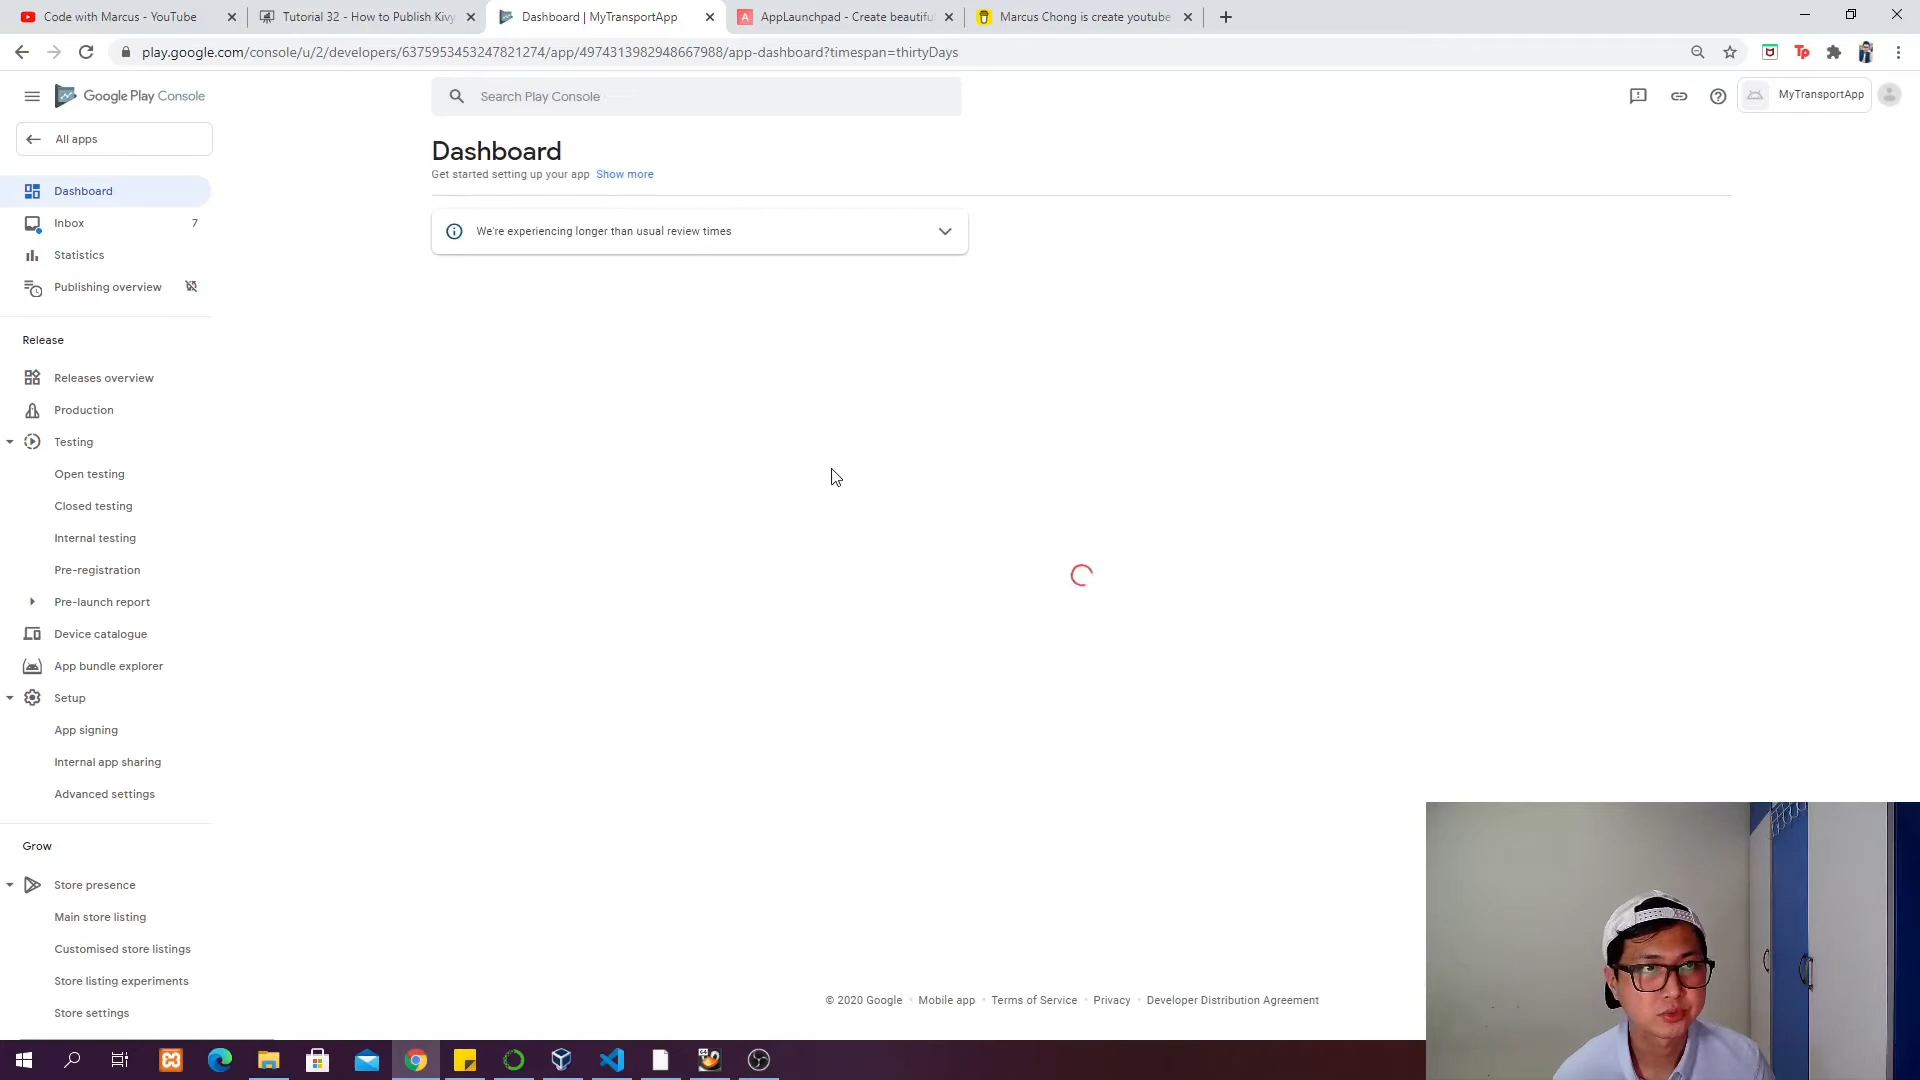 Code with Marcus - YouTube
Tutorial 32 - How to Publish Kivy
Dashboard | MyTransportApp
AppLaunchpad - Create beautiful
Marcus Chong is create youtube
play.google.com/console/u/2/developers/6375953453247821274/app/4974313982948667988/app-dashboard?timespan=thirtyDays
Google Play Console
Search Play Console
MyTransportApp
All apps
Dashboard
Get started setting up your app Show more
Dashboard
We're experiencing longer than usual review times
Inbox 7
Statistics
Publishing overview
Release
Releases overview
Production
Testing
Open testing
Closed testing
Internal testing
Pre-registration
Pre-launch report
Device catalogue
App bundle explorer
Setup
App signing
Internal app sharing
Advanced settings
Grow
Store presence
Main store listing
Customised store listings
Store listing experiments
Store settings
© 2020 Google · Mobile app · Terms of Service · Privacy · Developer Distribution Agreement